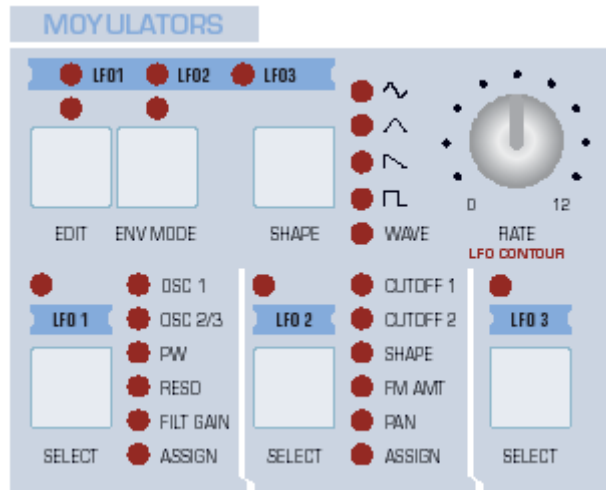 MOYULATORS
LFO1 LFO2 LFO3
EDIT ENV MODE SHAPE WAVE
0 12
RATE
LFO CONTOUR
LFO 1
SELECT
OSC 1
OSC 2/3
PW
RESO
FILT GAIN
ASSIGN
LFO 2
SELECT
CUTOFF 1
CUTOFF 2
SHAPE
FM AMT
PAN
ASSIGN
LFO 3
SELECT